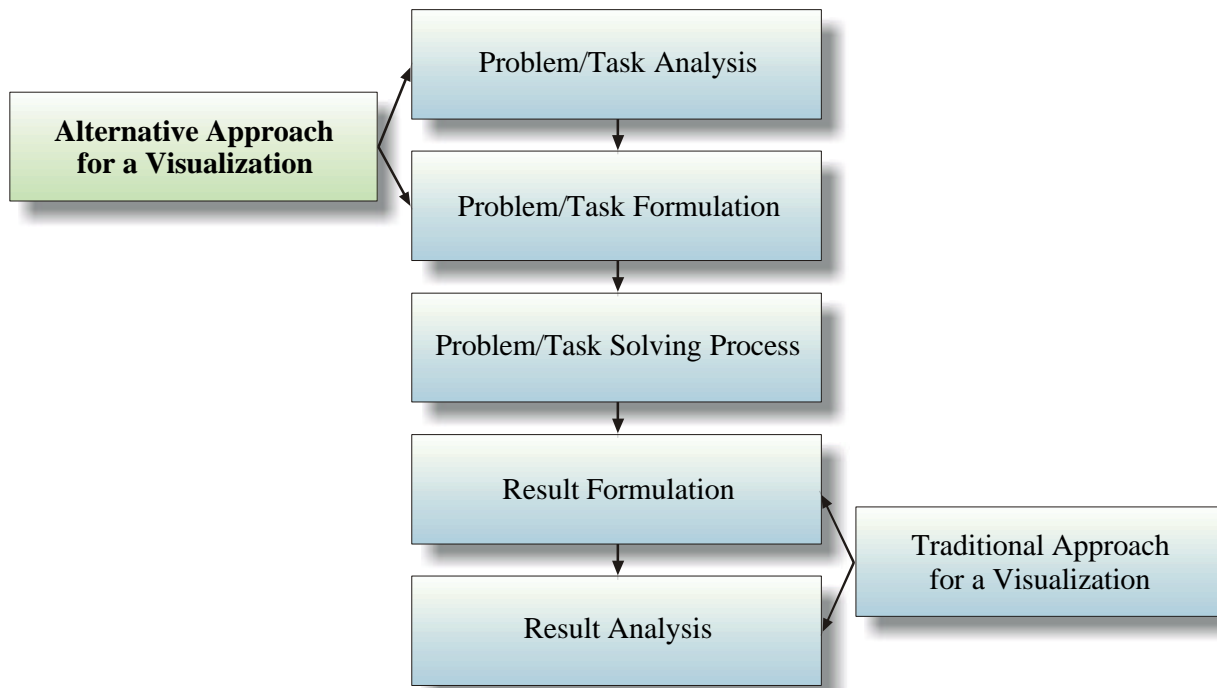 Problem/Task Analysis
Alternative Approach
for a Visualization
Problem/Task Formulation
Problem/Task Solving Process
Result Formulation
Traditional Approach
for a Visualization
Result Analysis